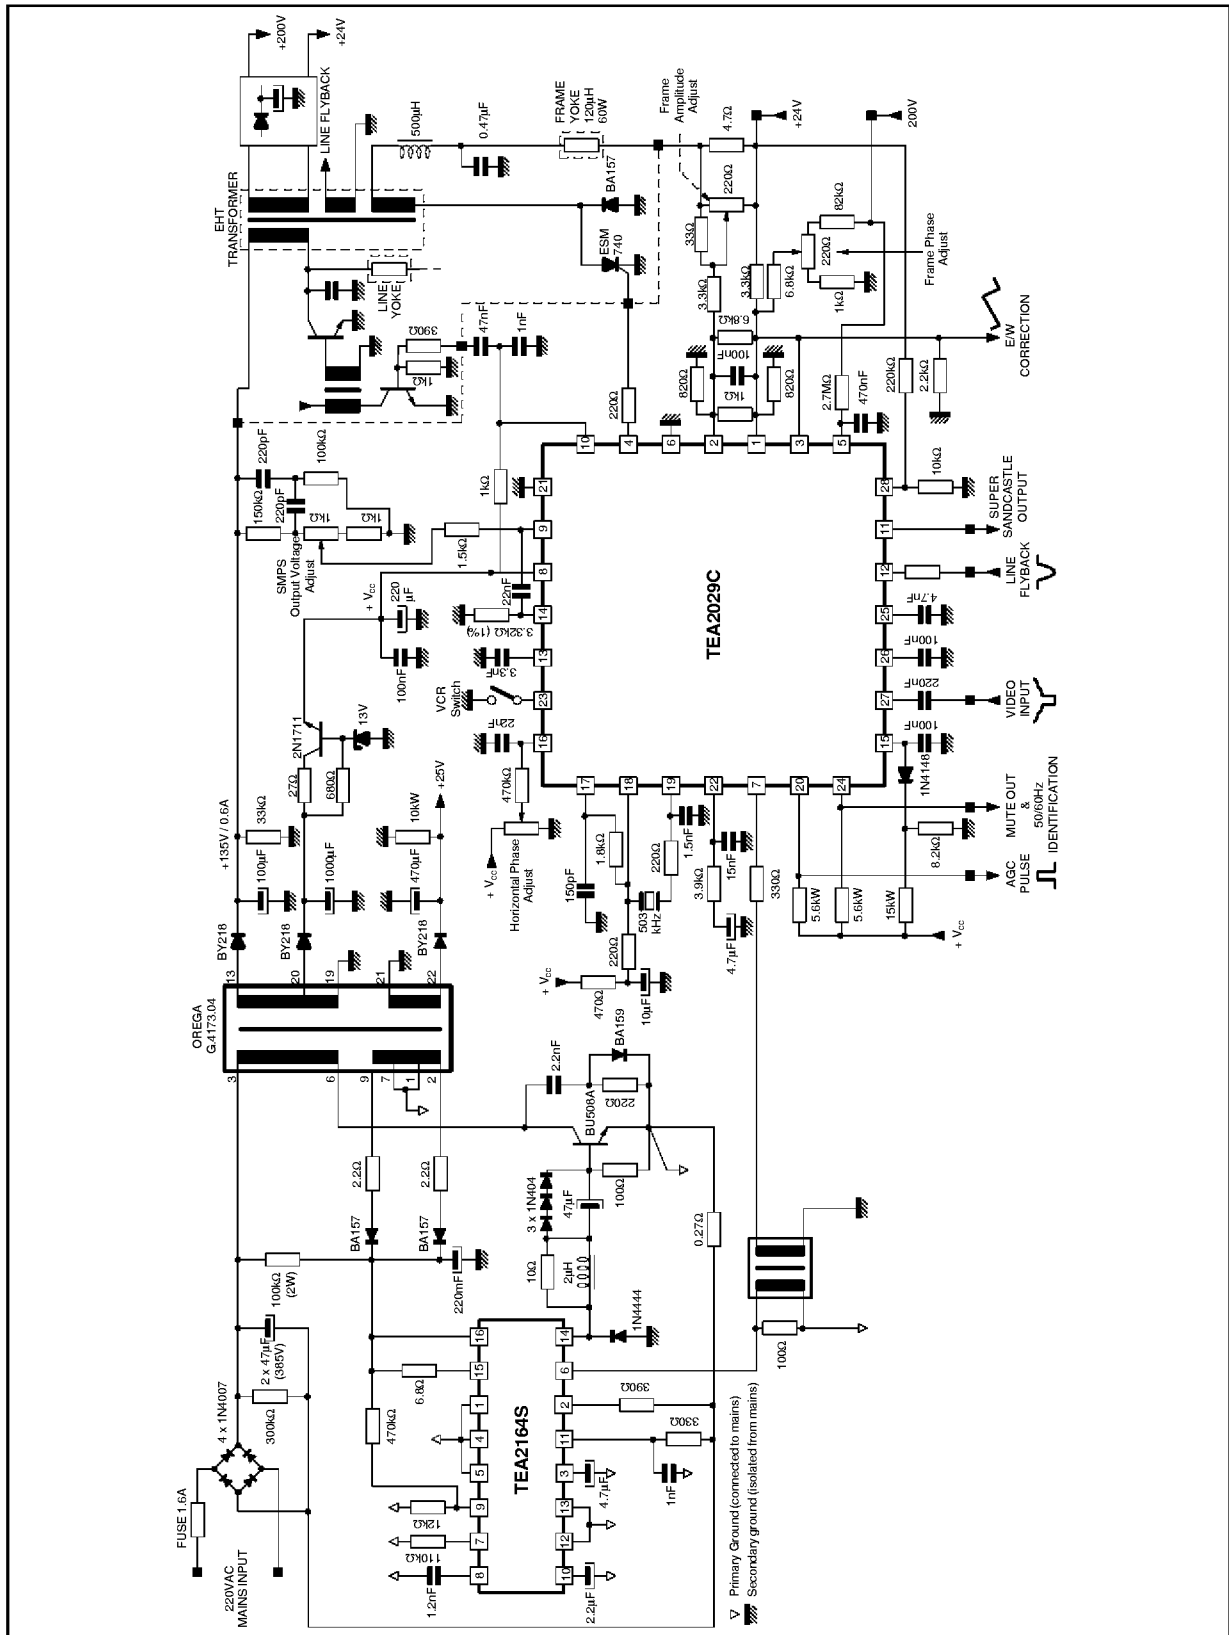 +200V
+24V
LINE FLYBACK
EHT
TRANSFORMER
500µH
0.47µF
FRAME
YOKE
120µH
60W
Frame
Amplitude
Adjust
4.7Ω
+24V
200V
LINE
YOKE
BA157
ESM
740
33Ω
220Ω
3.3kΩ
3.3kΩ
6.8kΩ
82kΩ
220Ω
1kΩ
Frame Phase
Adjust
390Ω
1kΩ
47nF
1nF
220Ω
820Ω
6.8kΩ
100nF
1kΩ
820Ω
2.7MΩ
470nF
220kΩ
2.2kΩ
E/W
CORRECTION
220pF
150kΩ
220pF
100kΩ
1kΩ
1kΩ
SMPS
Output Voltage
Adjust
1.5kΩ
1kΩ
10
4
6
2
1
3
5
21
9
8
14
13
23
16
28
11
12
25
26
27
15
17
18
19
22
7
20
24
TEA2029C
10kΩ
SUPER
SANDCASTLE
OUTPUT
LINE
FLYBACK
4.7nF
100nF
220nF
100nF
VIDEO
INPUT
+ Vcc
220
µF
100nF
22nF
3.32kΩ (1%)
3.3nF
VCR
Switch
22nF
470kΩ
+ Vcc
Horizontal Phase
Adjust
2N1711
13V
27Ω
680Ω
+25V
+135V / 0.6A
33kΩ
100µF
1000µF
470µF
10kW
BY218
BY218
BY218
13
20
19
21
22
OREGA
G.4173.04
3
6
9
7
1
2
150pF
1.8kΩ
503
kHz
220Ω
1.5nF
15nF
3.9kΩ
4.7µF
330Ω
220Ω
+ Vcc
470Ω
10µF
1N4148
MUTE OUT
&
50/60Hz
IDENTIFICATION
8.2kΩ
AGC
PULSE
5.6kW
5.6kW
15kW
+ Vcc
2.2nF
BA159
220Ω
BU508A
100Ω
47µF
3 x 1N404
10Ω
2µH
1N4444
0.27Ω
2.2Ω
2.2Ω
BA157
BA157
220mF
100kΩ
(2W)
2 x 47µF
(385V)
300kΩ
4 x 1N4007
FUSE 1.6A
220VAC
MAINS INPUT
6.8Ω
470kΩ
12kΩ
110kΩ
1.2nF
16
15
1
4
5
9
7
8
14
6
2
11
3
13
12
10
TEA2164S
390Ω
330Ω
1nF
4.7µF
2.2µF
100Ω
Primary Ground (connected to mains)
Secondary ground (isolated from mains)